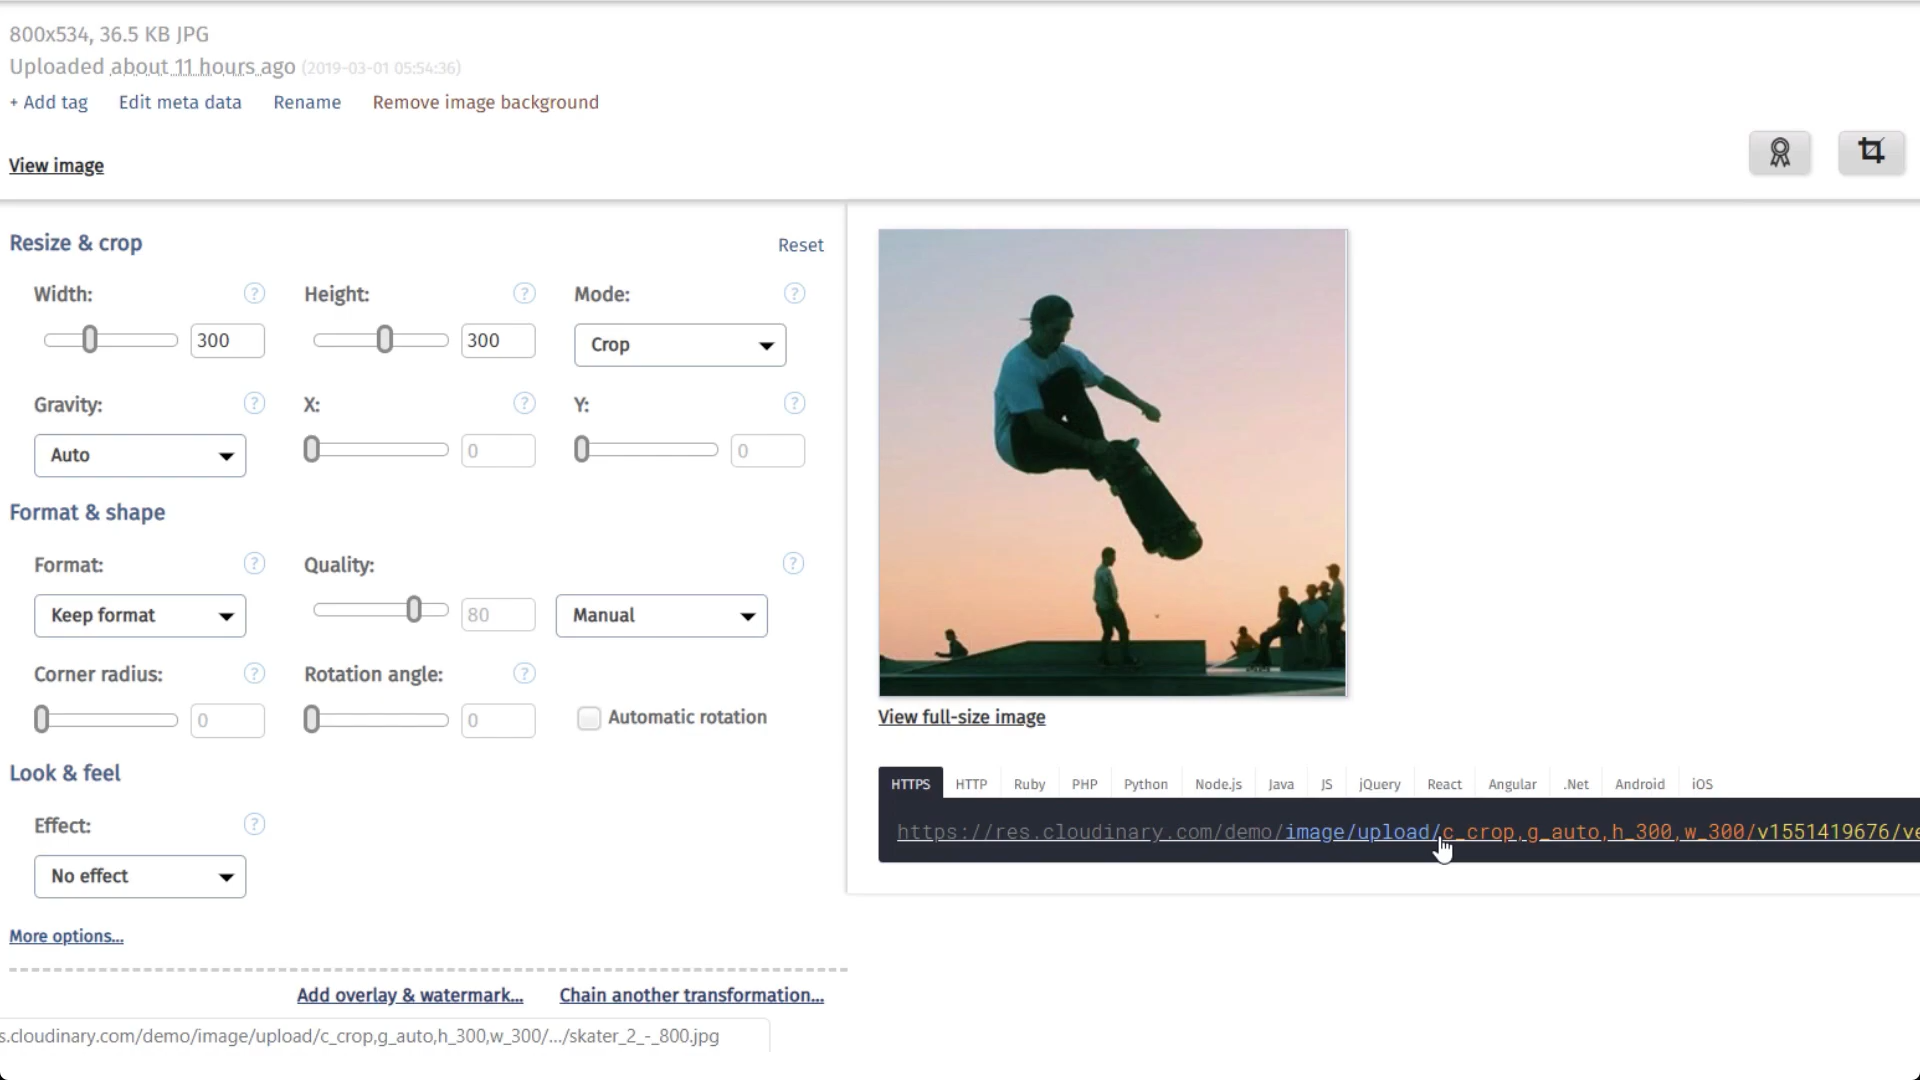 800x534, 36.5 KB JPG
Uploaded about 11 hours ago (2019-03-01 05:54:36)
+ Add tag Edit meta data Rename Remove image background
View image
Resize & crop Reset
Width: ? Height: ? Mode: ?
300 300 Crop
Gravity: ? X: ? Y: ?
Auto 0 0
Format & shape
Format: ? Quality: ?
Keep format 80 Manual
Corner radius: ? Rotation angle: ?
0 0 Automatic rotation
Look & feel
Effect: ?
No effect
More options...
Add overlay & watermark... Chain another transformation...
s.cloudinary.com/demo/image/upload/c_crop,g_auto,h_300,w_300/.../skater_2_-_800.jpg
View full-size image
HTTPS HTTP Ruby PHP Python Node.js Java JS jQuery React Angular .Net Android iOS
https://res.cloudinary.com/demo/image/upload/c_crop,g_auto,h_300,w_300/v1551419676/ve